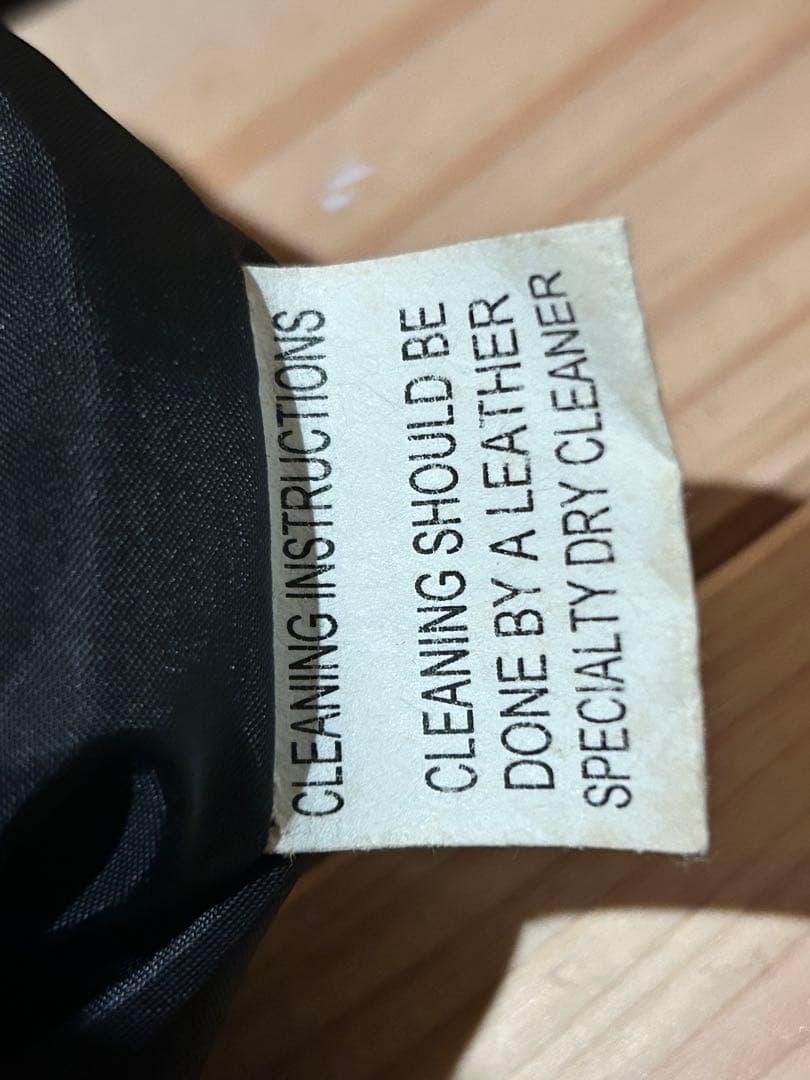 CLEANING INSTRUCTIONS
CLEANING SHOULD BE
DONE BY A LEATHER
SPECIALTY DRY CLEANER